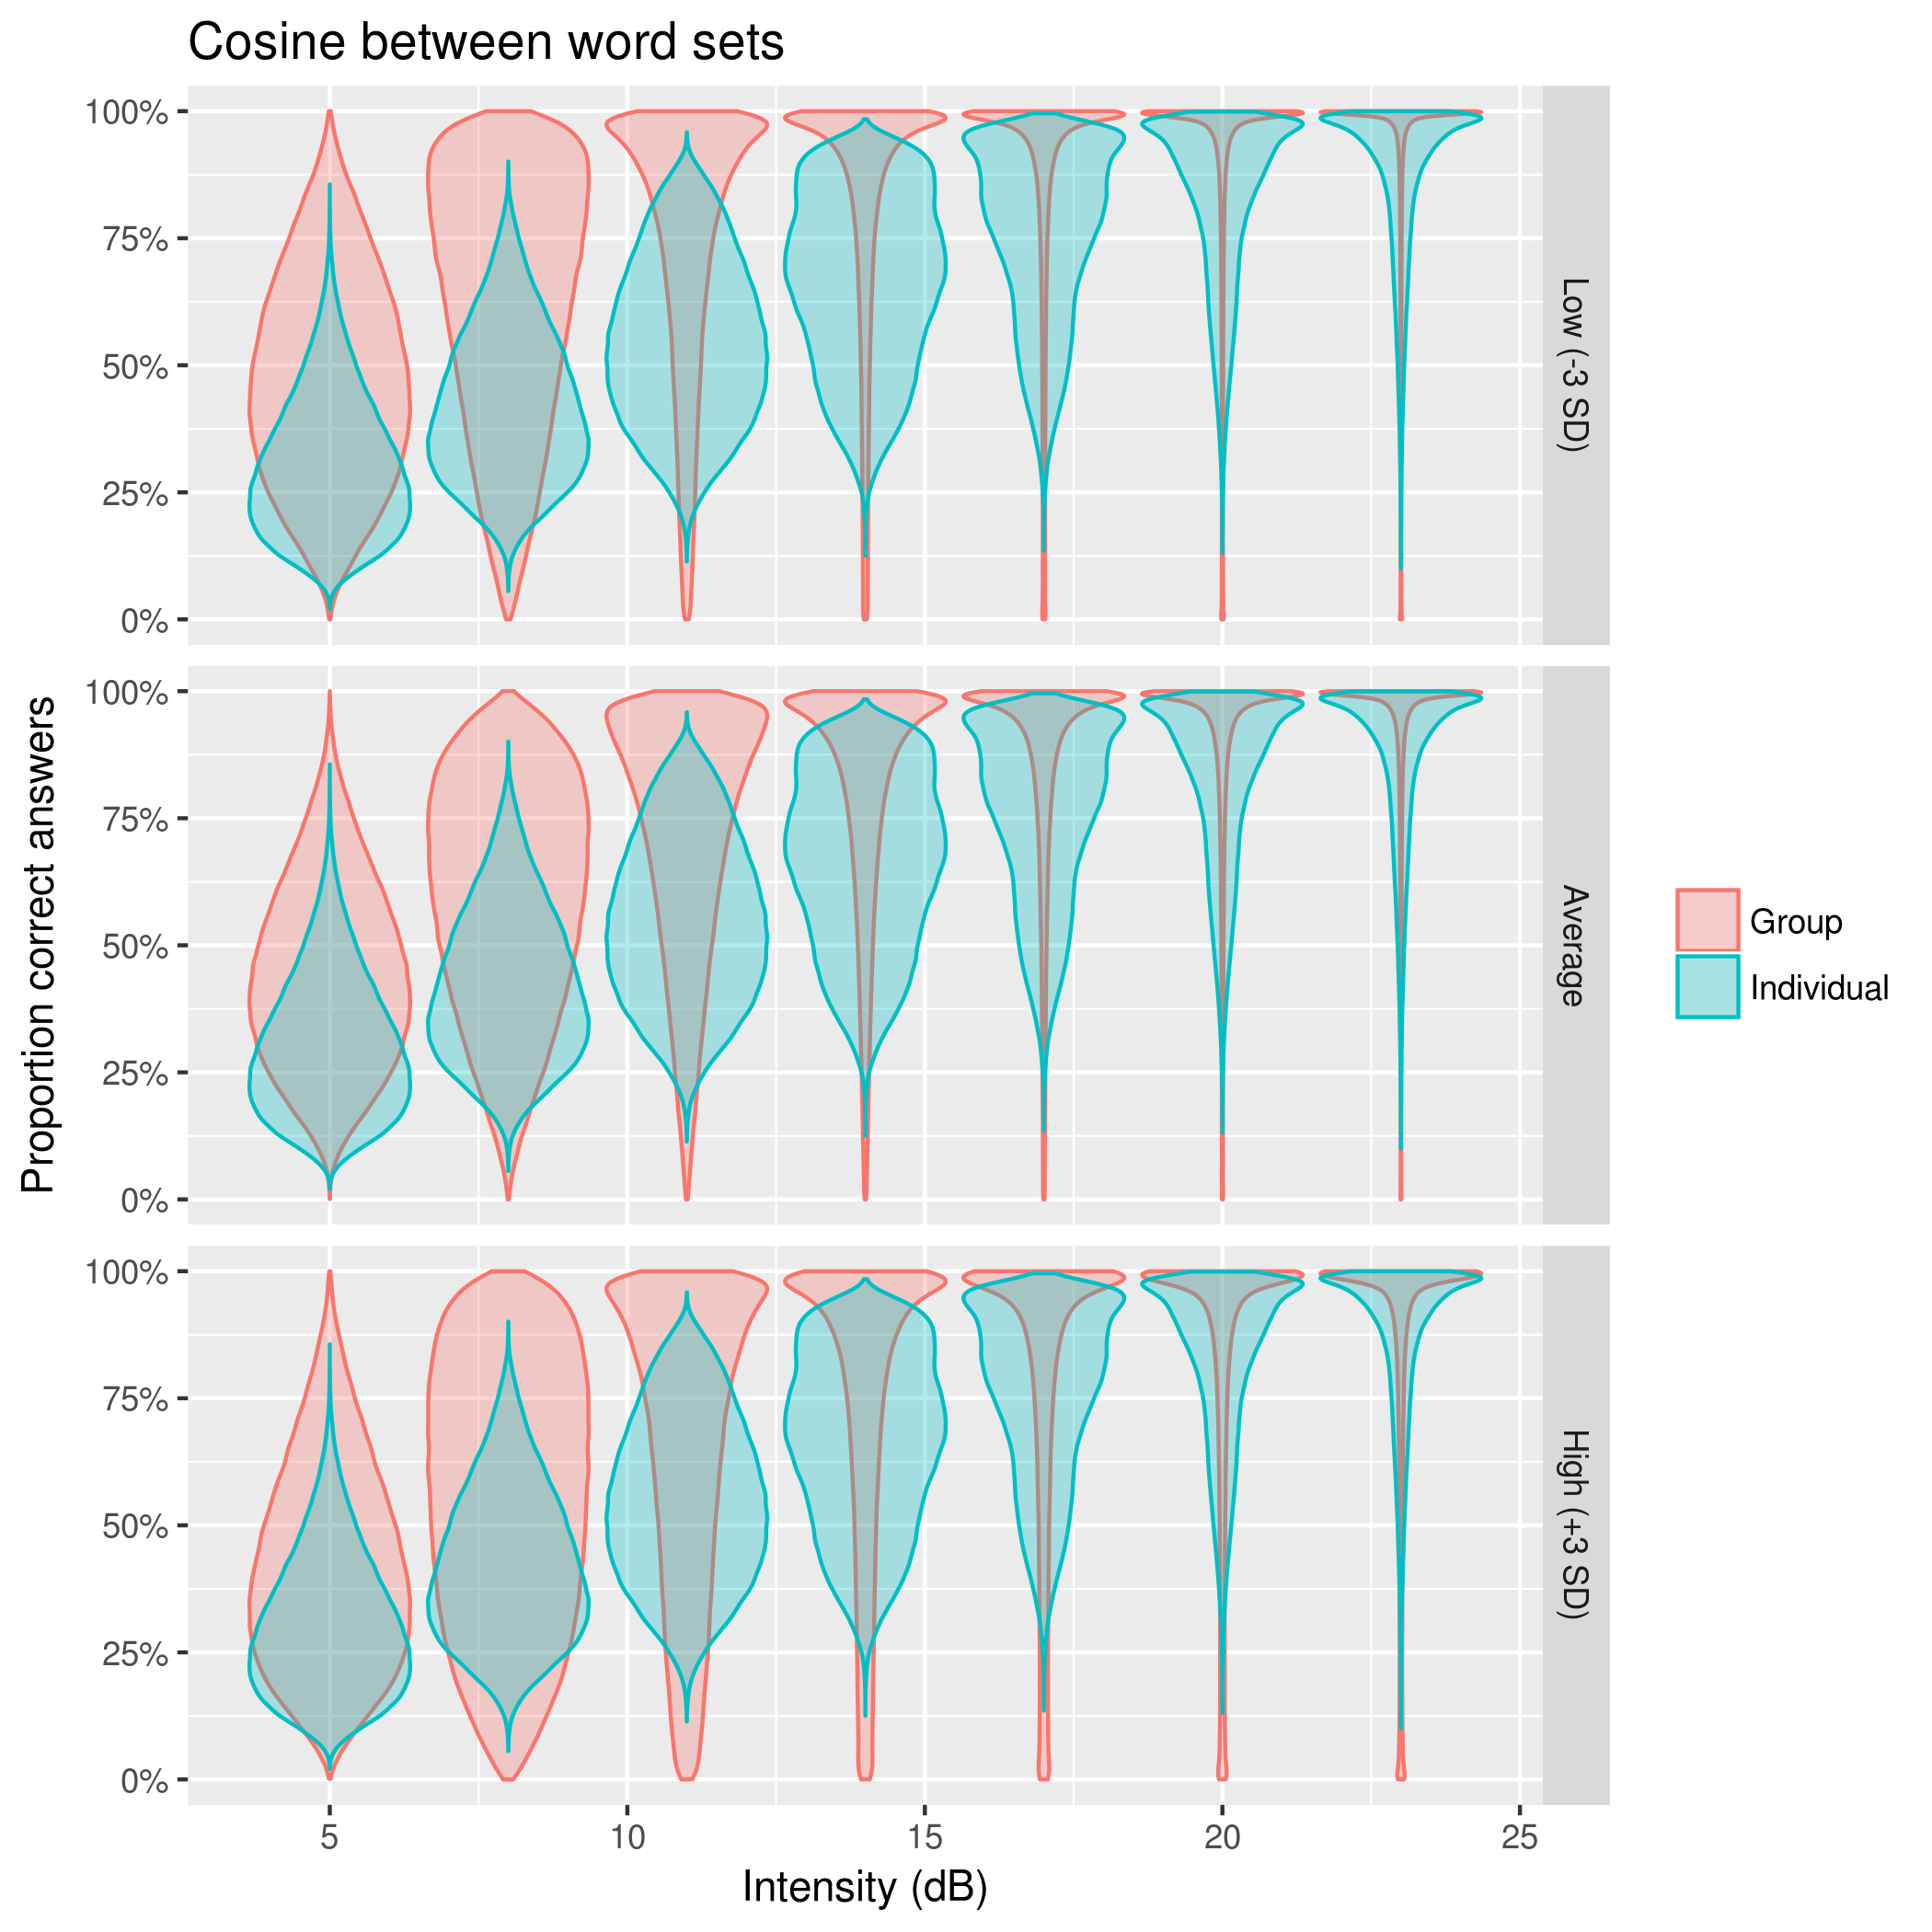 Cosine between word sets
100%
75%
50%
25%
0%
Low (-3 SD)
100%
75%
50%
25%
0%
Average
100%
75%
50%
25%
0%
High (+3 SD)
Proportion correct answers
5 10 15 20 25
Intensity (dB)
Group
Individual